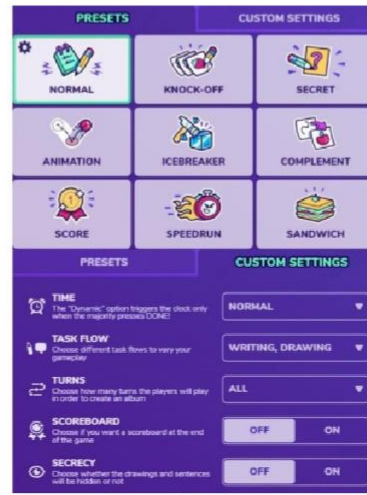 PRESETS CUSTOM SETTINGS
NORMAL KNOCK-OFF SECRET
ANIMATION ICEBREAKER COMPLEMENT
SCORE SPEEDRUN SANDWICH
PRESETS CUSTOM SETTINGS
TIME
The "Dynamic" option triggers the clock only
when the majority presses DONE!
NORMAL
TASK FLOW
Choose different task flows to vary your
gameplay
WRITING, DRAWING
TURNS
Choose how many turns the players will play
in order to create an album
ALL
SCOREBOARD
Choose if you want a scoreboard at the end
of the game
OFF ON
SECRECY
Choose whether the drawings and sentences
will be hidden or not
OFF ON